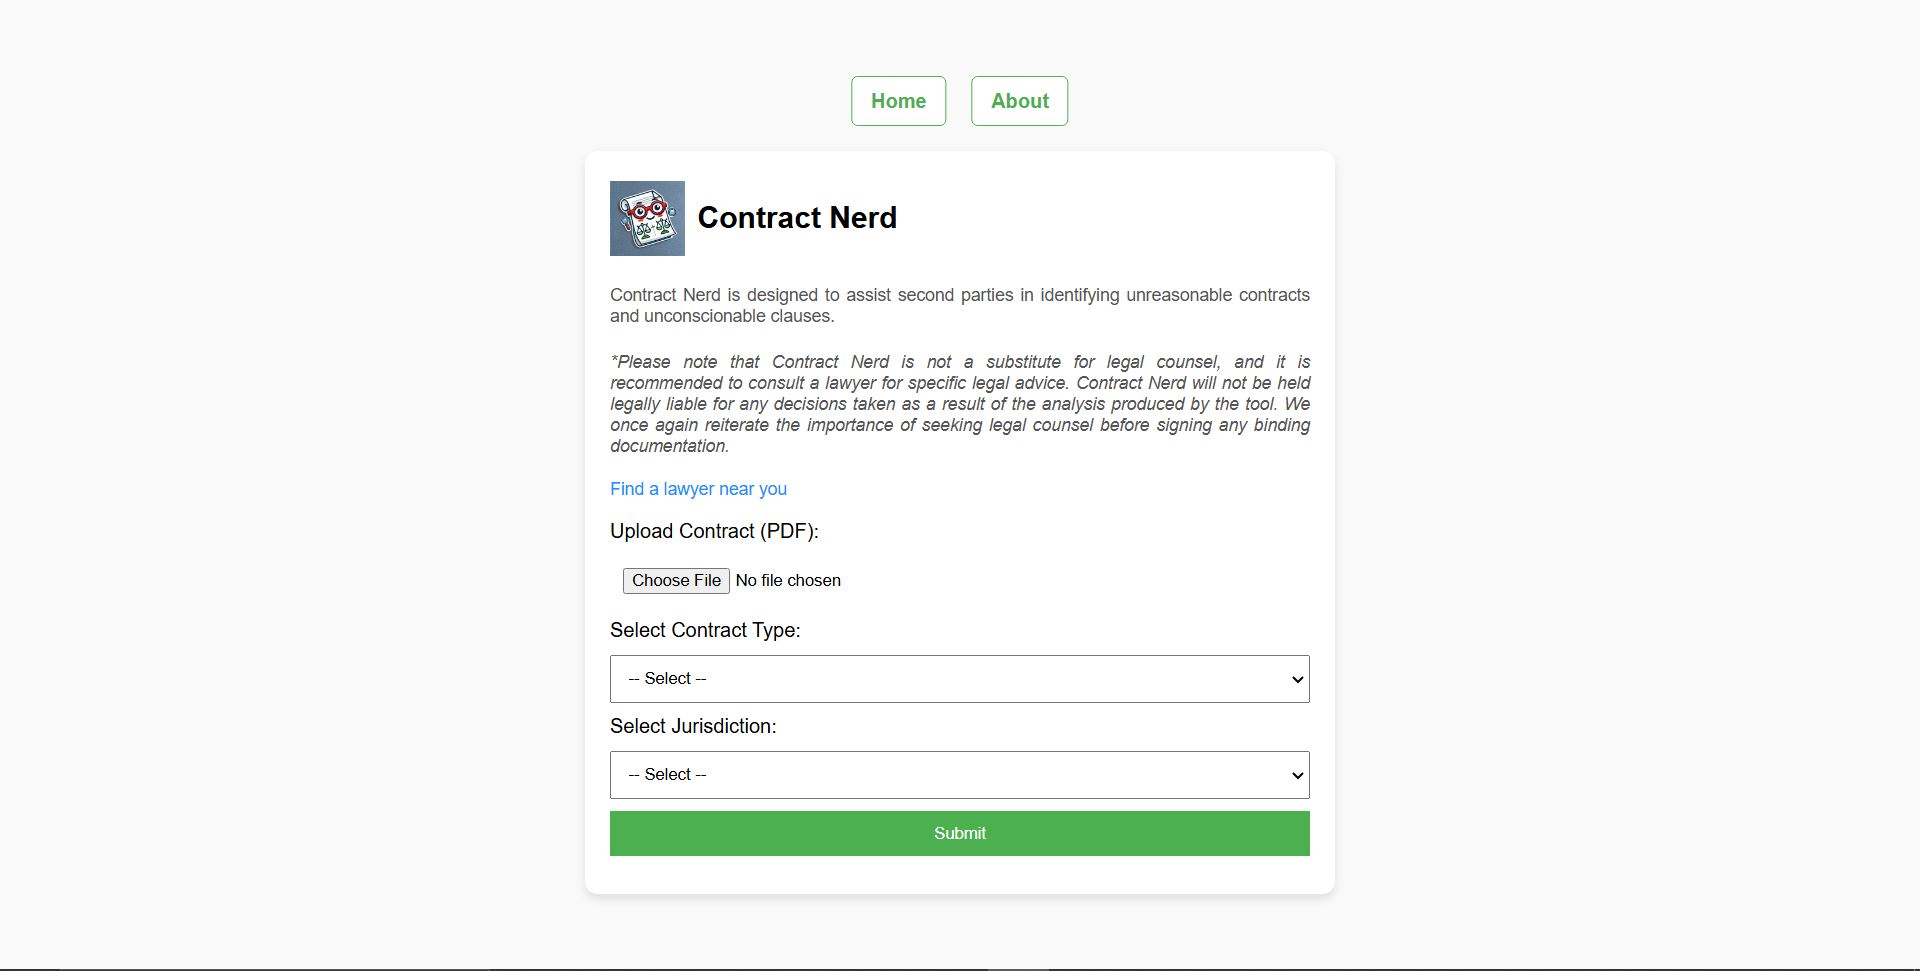 Home About
Contract Nerd
Contract Nerd is designed to assist second parties in identifying unreasonable contracts
and unconscionable clauses.
*Please note that Contract Nerd is not a substitute for legal counsel, and it is
recommended to consult a lawyer for specific legal advice. Contract Nerd will not be held
legally liable for any decisions taken as a result of the analysis produced by the tool. We
once again reiterate the importance of seeking legal counsel before signing any binding
documentation.
Find a lawyer near you
Upload Contract (PDF):
Choose File No file chosen
Select Contract Type:
-- Select --
Select Jurisdiction:
-- Select --
Submit